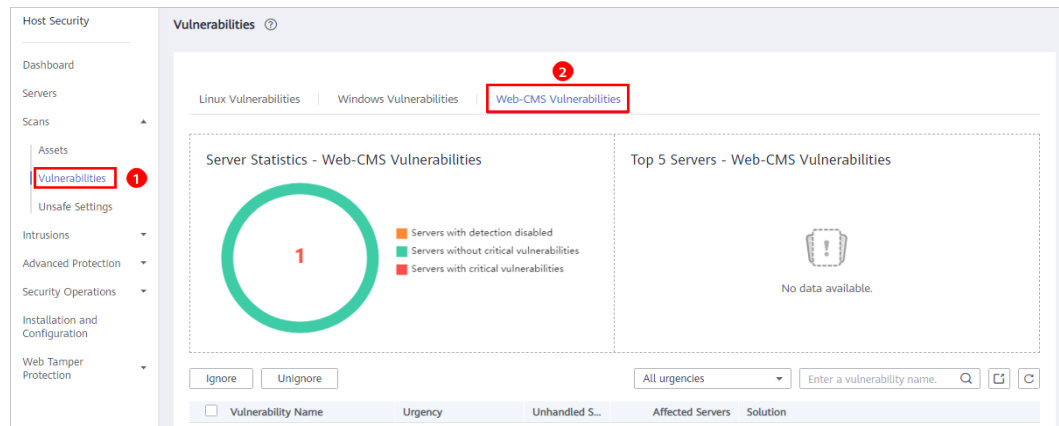 Host Security
Dashboard
Servers
Scans
Assets
Vulnerabilities
1
Unsafe Settings
Intrusions
Advanced Protection
Security Operations
Installation and
Configuration
Web Tamper
Protection
Vulnerabilities ?
2
Linux Vulnerabilities
Windows Vulnerabilities
Web-CMS Vulnerabilities
Server Statistics - Web-CMS Vulnerabilities
1
Servers with detection disabled
Servers without critical vulnerabilities
Servers with critical vulnerabilities
Top 5 Servers - Web-CMS Vulnerabilities
!
No data available.
Ignore
Unignore
All urgencies
Enter a vulnerability name.
Vulnerability Name Urgency Unhandled S... Affected Servers Solution